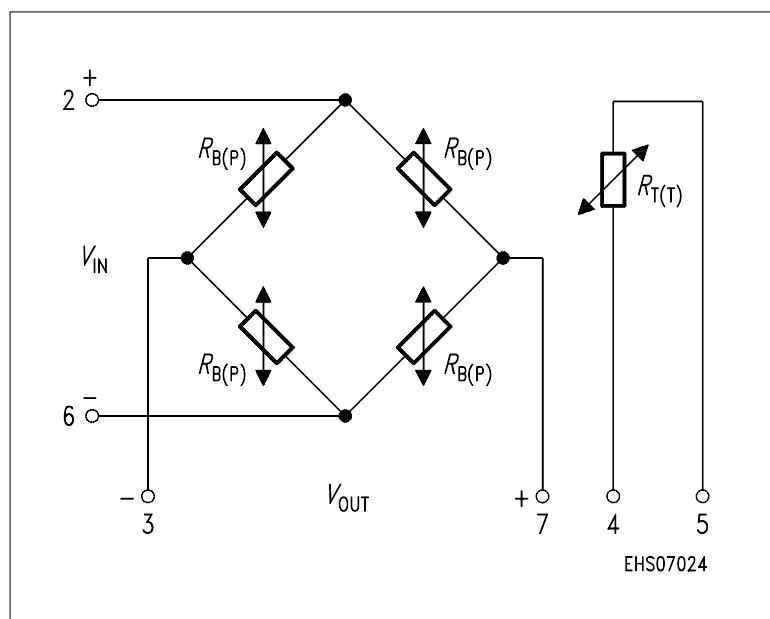 +
2
R_B(P)
R_B(P)
R_T(T)
V_IN
R_B(P)
R_B(P)
6 −
− V_OUT +
3 7 4 5
EHS07024